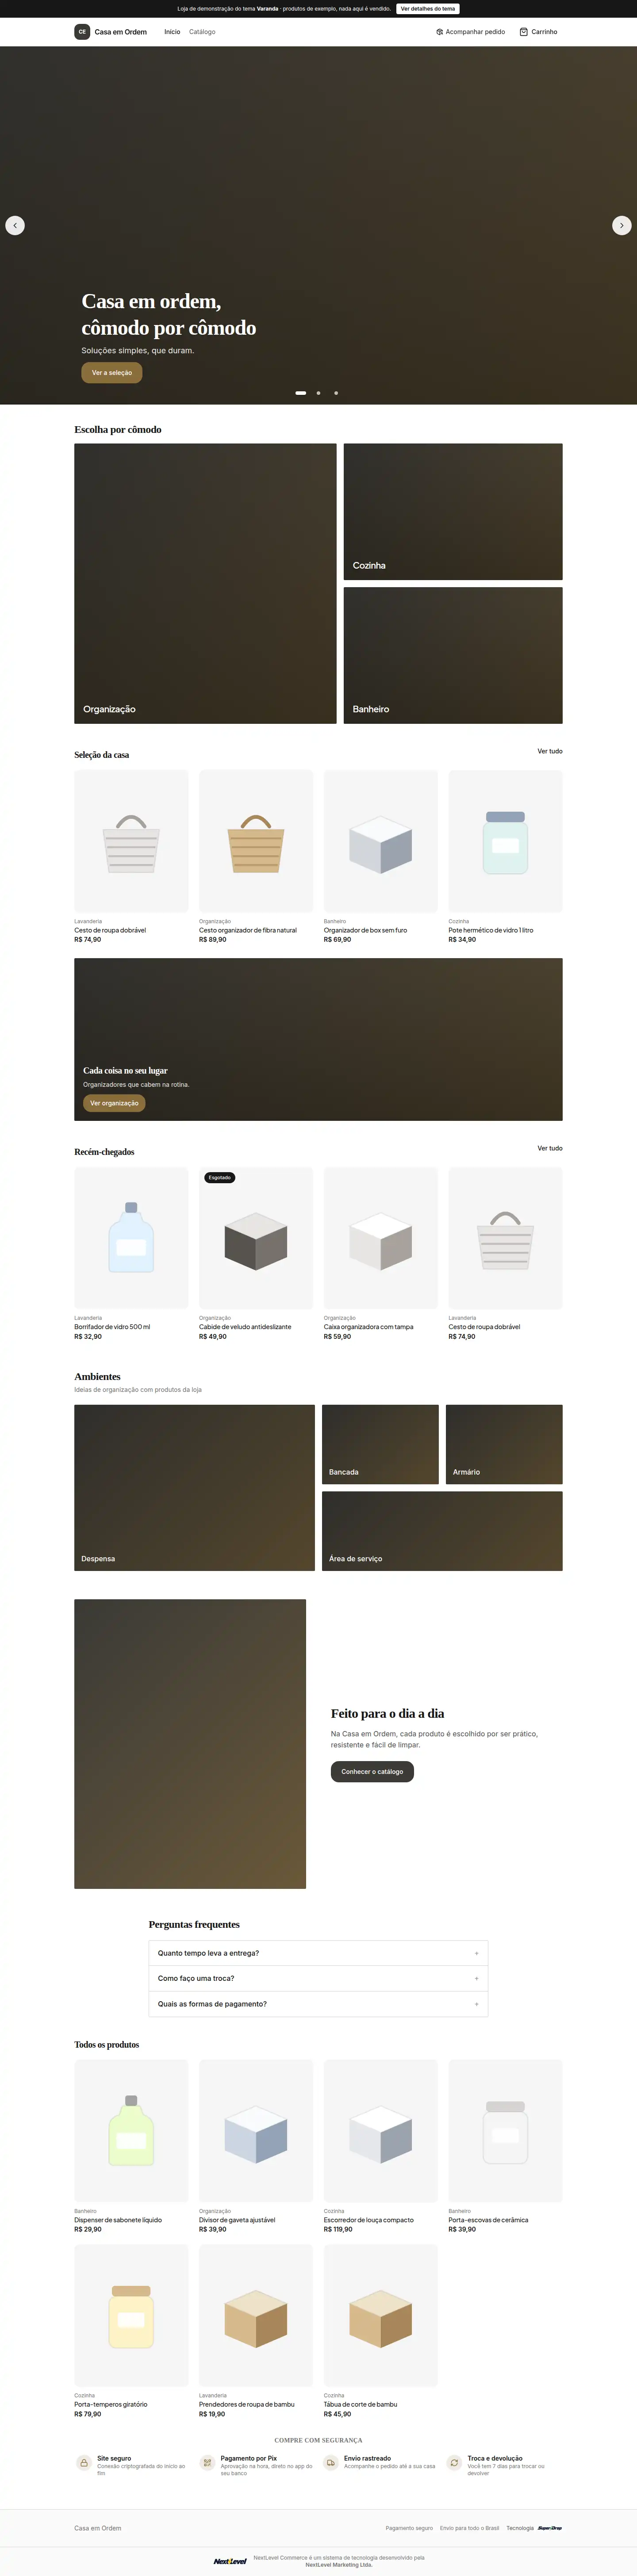 Loja de demonstração do tema Varanda · produtos de exemplo, nada aqui é vendido. Ver detalhes do tema
CE Casa em Ordem Início Catálogo Acompanhar pedido Carrinho
Casa em ordem,
cômodo por cômodo
Soluções simples, que duram.
Ver a seleção
Escolha por cômodo
Cozinha
Organização
Banheiro
Seleção da casa
Ver tudo
Lavanderia
Cesto de roupa dobrável
R$ 74,90
Organização
Cesto organizador de fibra natural
R$ 89,90
Banheiro
Organizador de box sem furo
R$ 69,90
Cozinha
Pote hermético de vidro 1 litro
R$ 34,90
Cada coisa no seu lugar
Organizadores que cabem na rotina.
Ver organização
Recém-chegados
Ver tudo
Lavanderia
Borrifador de vidro 500 ml
R$ 32,90
Esgotado
Organização
Cabide de veludo antideslizante
R$ 49,90
Organização
Caixa organizadora com tampa
R$ 59,90
Lavanderia
Cesto de roupa dobrável
R$ 74,90
Ambientes
Ideias de organização com produtos da loja
Bancada
Armário
Despensa
Área de serviço
Feito para o dia a dia
Na Casa em Ordem, cada produto é escolhido por ser prático,
resistente e fácil de limpar.
Conhecer o catálogo
Perguntas frequentes
Quanto tempo leva a entrega? +
Como faço uma troca? +
Quais as formas de pagamento? +
Todos os produtos
Banheiro
Dispenser de sabonete líquido
R$ 29,90
Organização
Divisor de gaveta ajustável
R$ 39,90
Cozinha
Escorredor de louça compacto
R$ 119,90
Banheiro
Porta-escovas de cerâmica
R$ 39,90
Cozinha
Porta-temperos giratório
R$ 79,90
Lavanderia
Prendedores de roupa de bambu
R$ 19,90
Cozinha
Tábua de corte de bambu
R$ 45,90
COMPRE COM SEGURANÇA
Site seguro
Conexão criptografada do início ao
fim
Pagamento por Pix
Aprovação na hora, direto no app do
seu banco
Envio rastreado
Acompanhe o pedido até a sua casa
Troca e devolução
Você tem 7 dias para trocar ou
devolver
Casa em Ordem
Pagamento seguro Envio para todo o Brasil Tecnologia SuperDrop
NextLevel
NextLevel Commerce é um sistema de tecnologia desenvolvido pela
NextLevel Marketing Ltda.